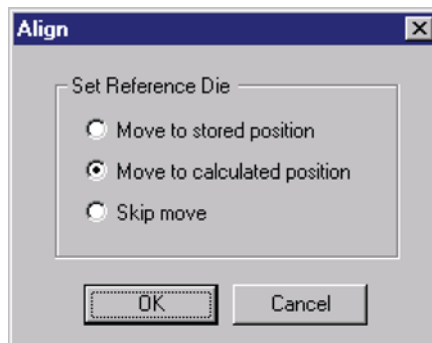 Align
Set Reference Die
Move to stored position
Move to calculated position
Skip move
OK
Cancel